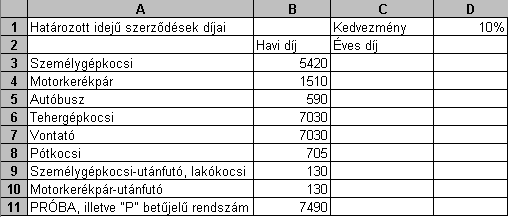 A B C D
1 Határozott idejű szerződések díjai Kedvezmény 10%
2 Havi díj Éves díj
3 Személygépkocsi 5420
4 Motorkerékpár 1510
5 Autóbusz 590
6 Tehergépkocsi 7030
7 Vontató 7030
8 Pótkocsi 705
9 Személygépkocsi-utánfutó, lakókocsi 130
10 Motorkerékpár-utánfutó 130
11 PRÓBA, illetve "P" betűjelű rendszám 7490